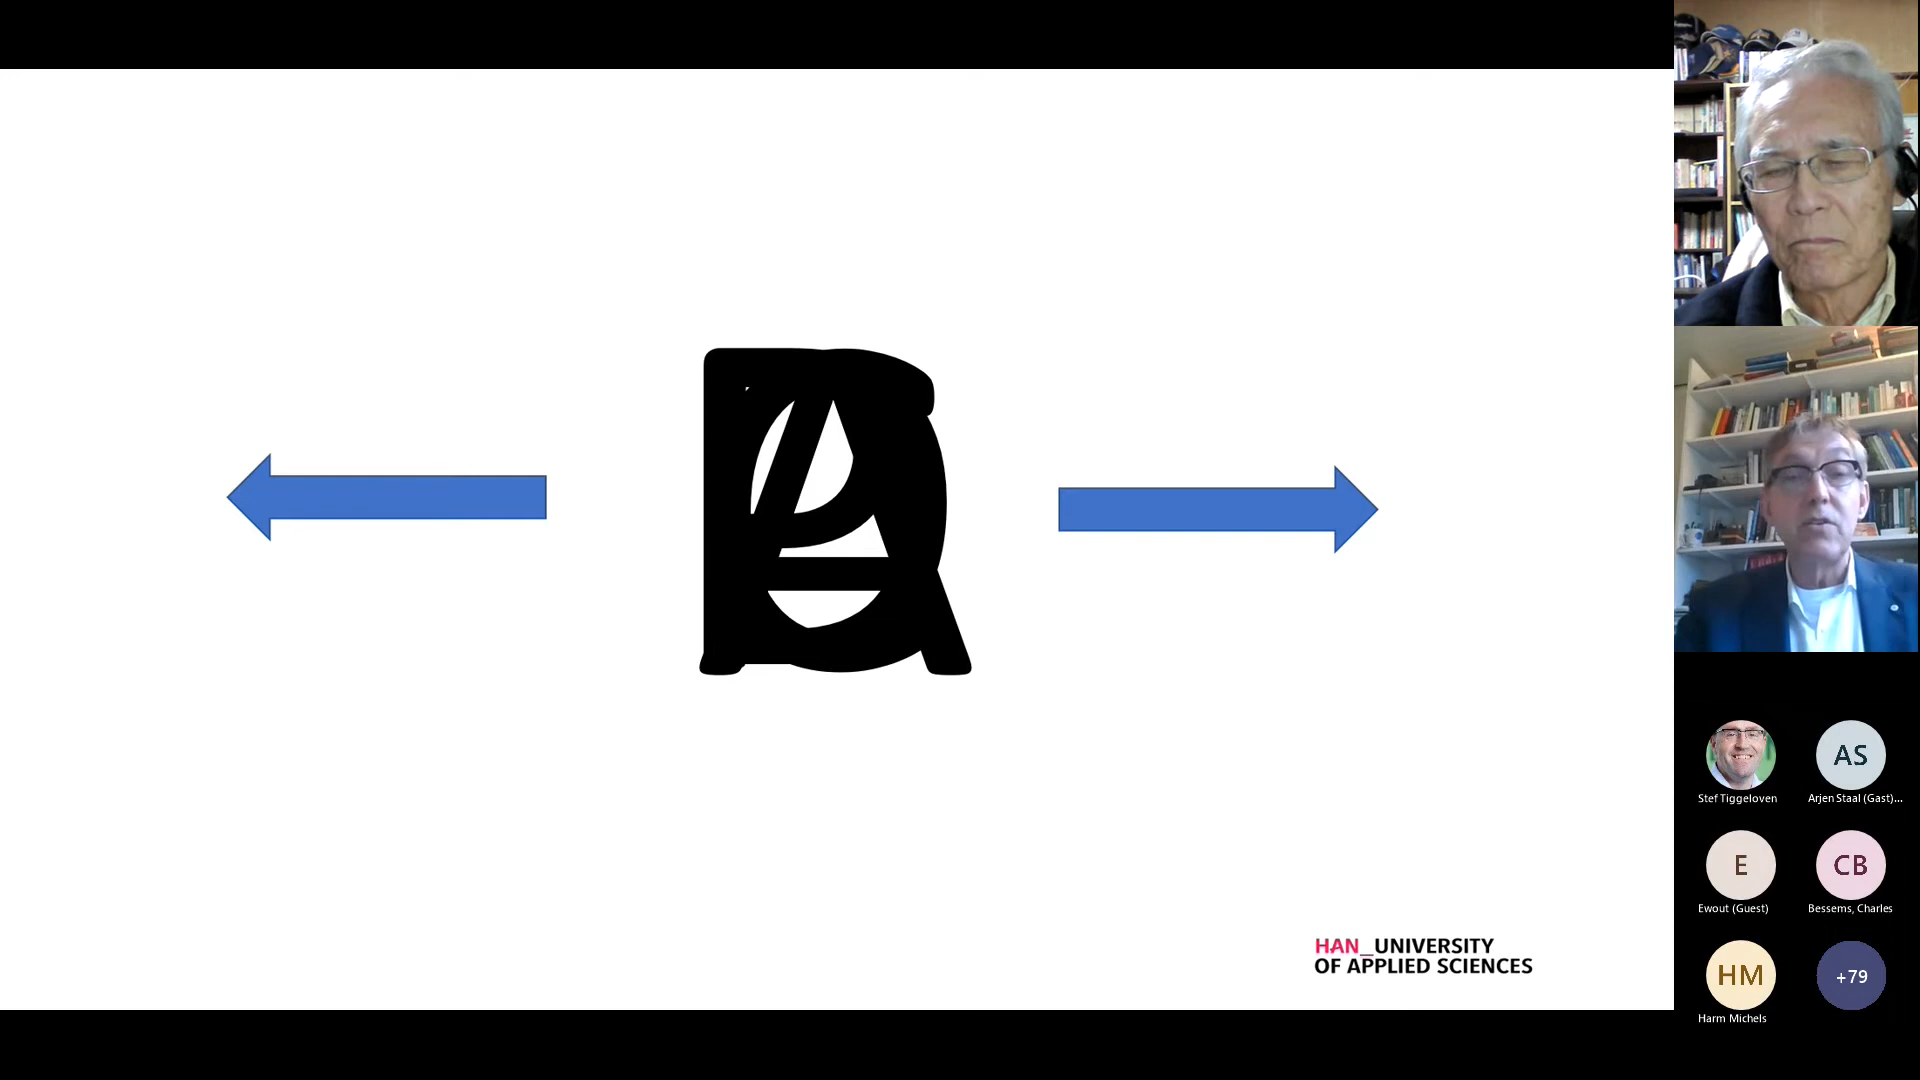 HAN_UNIVERSITY
OF APPLIED SCIENCES
Stef Tiggeloven
AS
Arjen Staal (Gast)...
E
Ewout (Guest)
CB
Bessems, Charles
HM
Harm Michels
+79